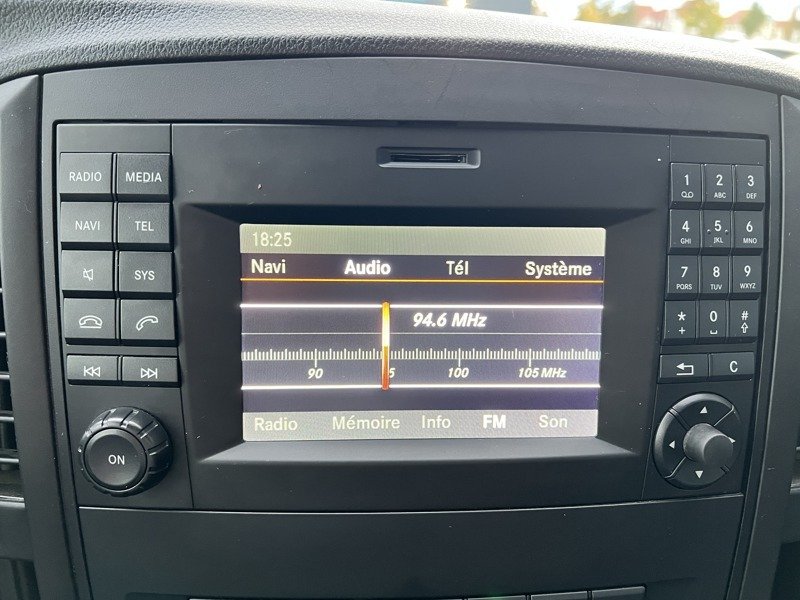 RADIO MEDIA
NAVI TEL
SYS
ON
18:25
Navi Audio Tél Système
94.6 MHz
90 5 100 105 MHz
Radio Mémoire Info FM Son
1 2 ABC 3 DEF
4 GHI 5 JKL 6 MNO
7 PQRS 8 TUV 9 WXYZ
* + 0 #
C